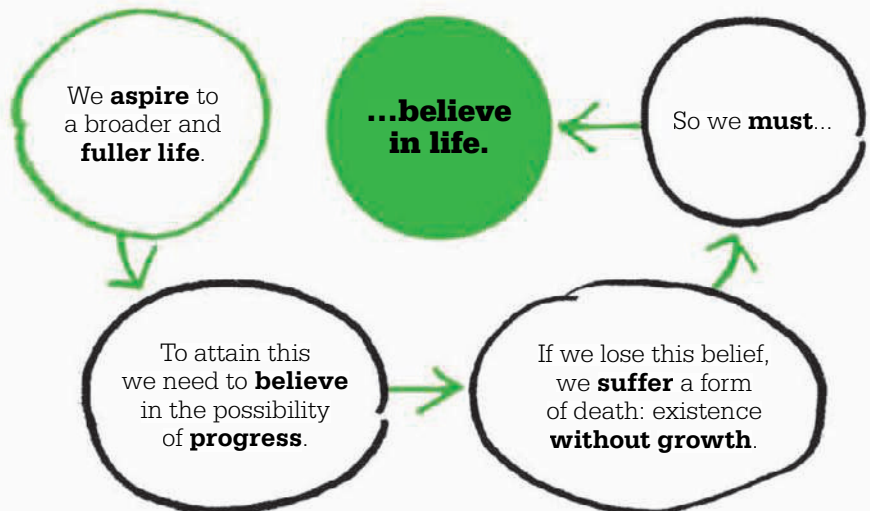 We aspire to
a broader and
fuller life.
To attain this
we need to believe
in the possibility
of progress.
If we lose this belief,
we suffer a form
of death: existence
without growth.
So we must...
...believe
in life.